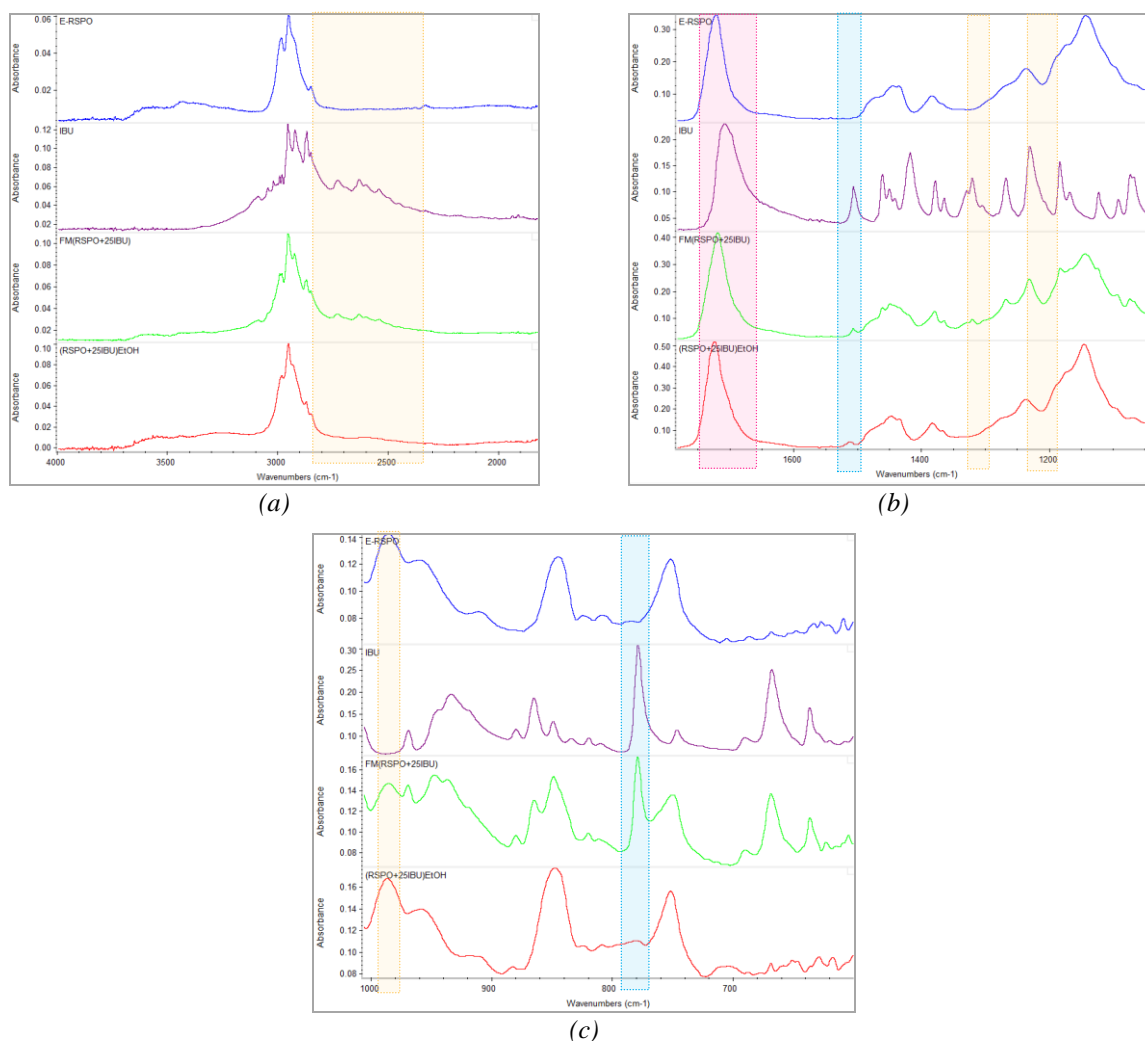 E-RSPO
0.06
0.04
0.02
Absorbance
IBU
0.12
0.10
0.08
0.06
0.04
0.02
Absorbance
FM(RSPO+25IBU)
0.10
0.08
0.06
0.04
0.02
Absorbance
(RSPO+25IBU)EtOH
0.10
0.08
0.06
0.04
0.02
0.00
Absorbance
4000 3500 3000 2500 2000
Wavenumbers (cm-1)
(a)
E-RSPO
0.30
0.20
0.10
Absorbance
IBU
0.20
0.15
0.10
0.05
Absorbance
FM(RSPO+25IBU)
0.40
0.30
0.20
0.10
Absorbance
(RSPO+25IBU)EtOH
0.50
0.40
0.30
0.20
0.10
Absorbance
1600 1400 1200
Wavenumbers (cm-1)
(b)
E-RSPO
0.14
0.12
0.10
0.08
Absorbance
IBU
0.30
0.25
0.20
0.15
0.10
Absorbance
FM(RSPO+25IBU)
0.16
0.14
0.12
0.10
0.08
Absorbance
(RSPO+25IBU)EtOH
0.16
0.14
0.12
0.10
0.08
Absorbance
1000 900 800 700
Wavenumbers (cm-1)
(c)